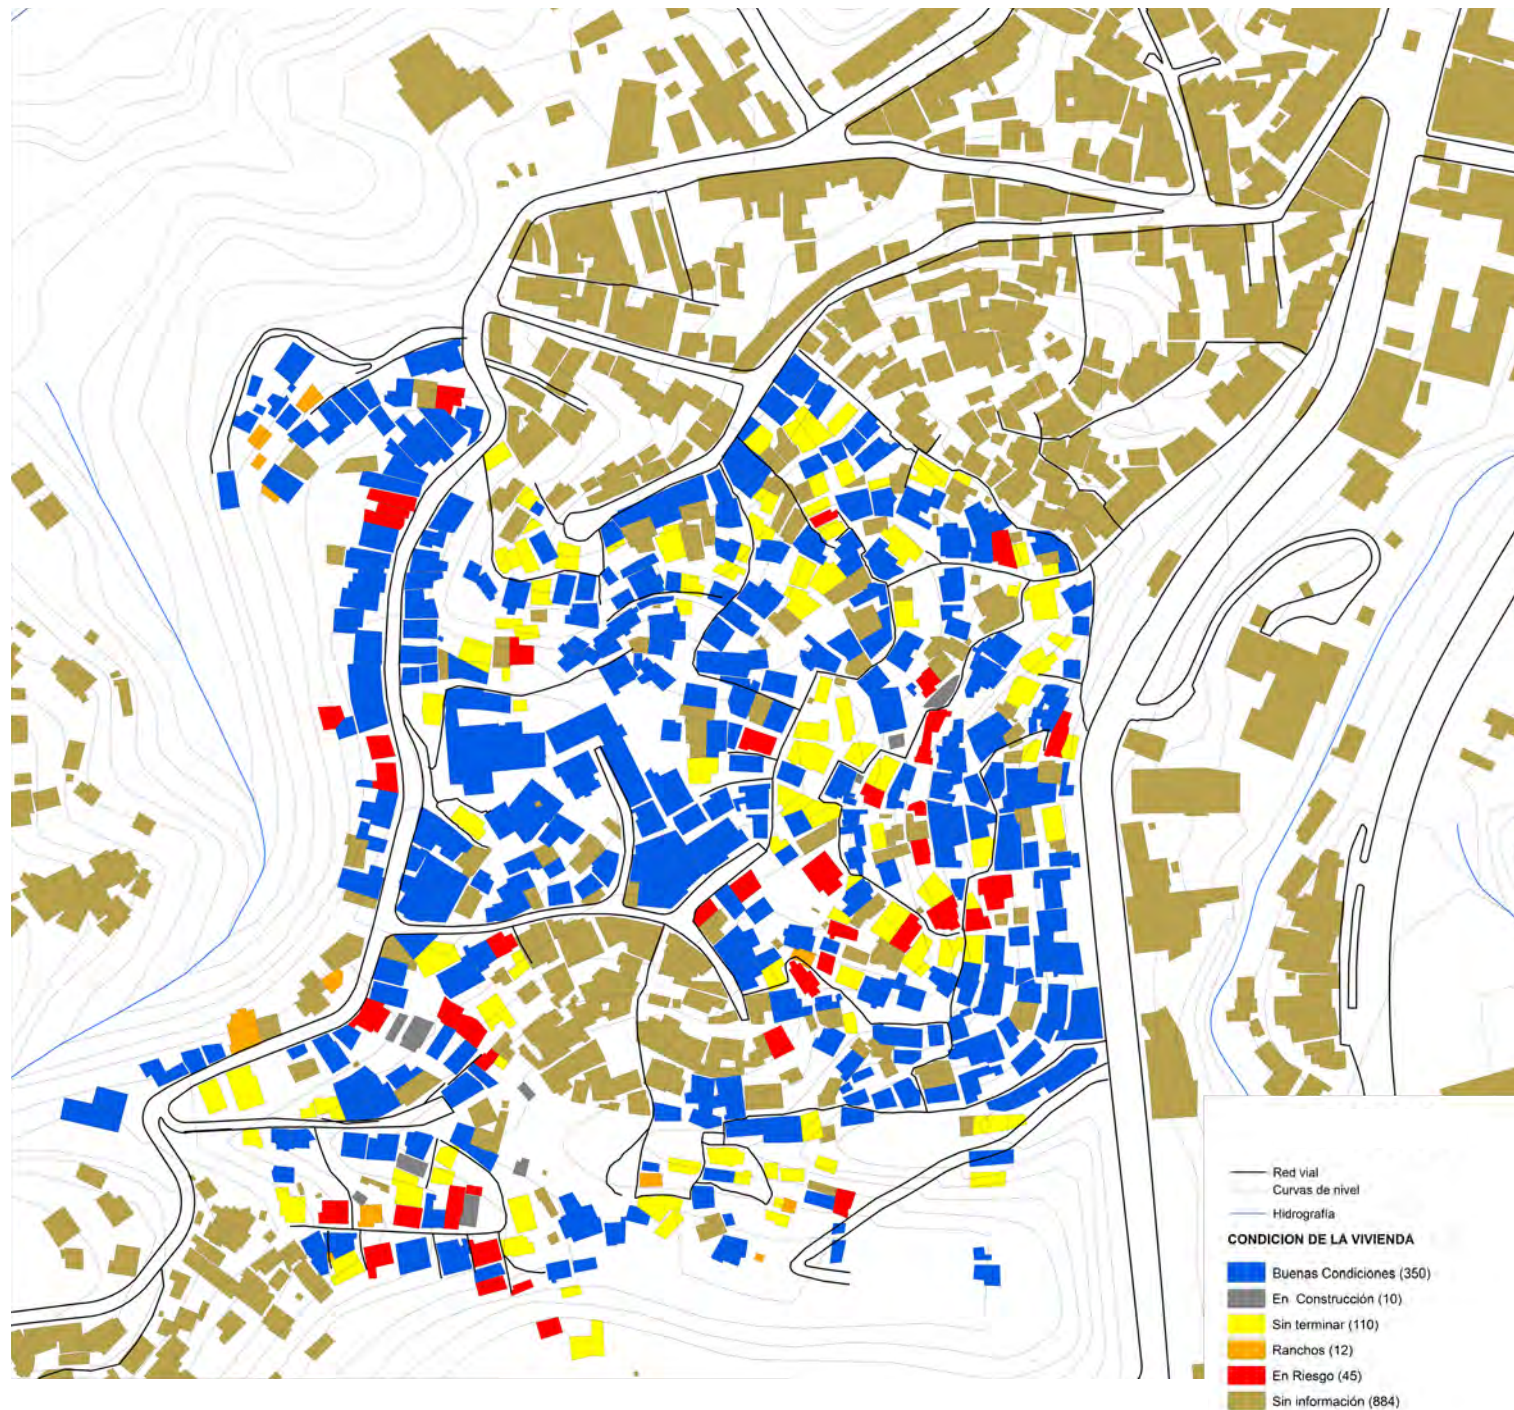 Red vial
Curvas de nivel
Hidrografía
CONDICION DE LA VIVIENDA
Buenas Condiciones (350)
En Construcción (10)
Sin terminar (110)
Ranchos (12)
En Riesgo (45)
Sin información (884)